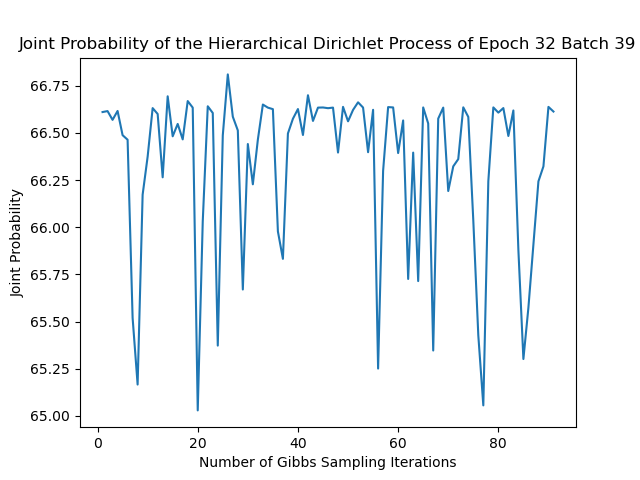 Joint Probability of the Hierarchical Dirichlet Process of Epoch 32 Batch 39
66.75
66.50
66.25
66.00
65.75
65.50
65.25
65.00
Joint Probability
0 20 40 60 80
Number of Gibbs Sampling Iterations